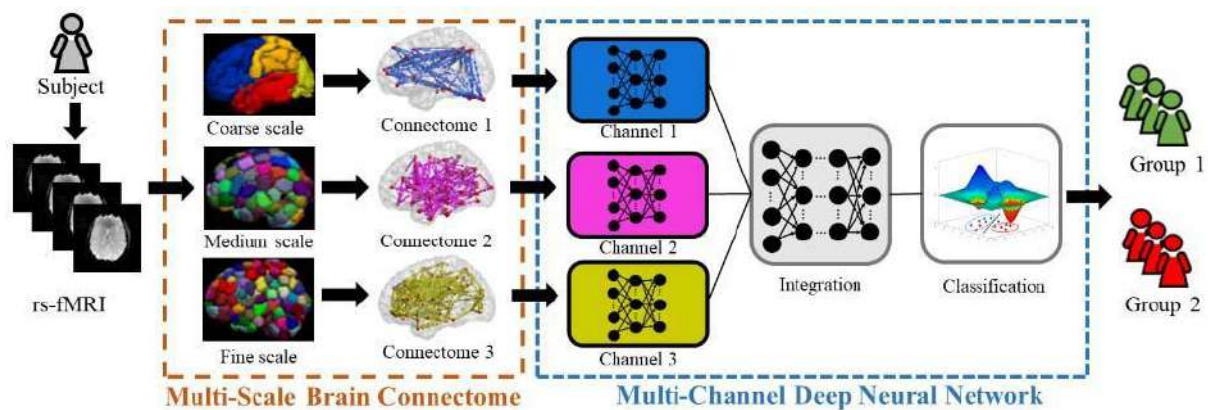 Subject
rs-fMRI
Coarse scale
Connectome 1
Medium scale
Connectome 2
Fine scale
Connectome 3
Multi-Scale Brain Connectome
Channel 1
Channel 2
Channel 3
Integration
Classification
Multi-Channel Deep Neural Network
Group 1
Group 2